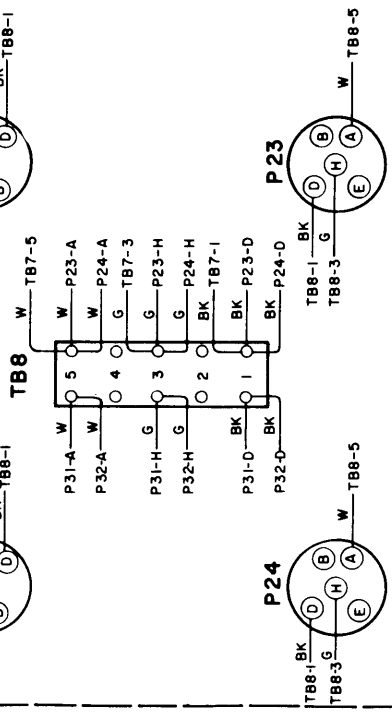 BK TB8-1
D
B
TB8
W TB7-5
W P23-A
W P24-A
G TB7-3
G P23-H
G P24-H
BK TB7-1
BK P23-D
BK P24-D
5
4
3
2
1
P31-A W
P32-A W
P31-H G
P32-H G
P31-D BK
P32-D BK
P23
B
A
D
H
E
W TB8-5
TB8-1 BK
TB8-3 G
TB8-1
D
P24
B
A
D
H
E
W TB8-5
TB8-1 BK
TB8-3 G